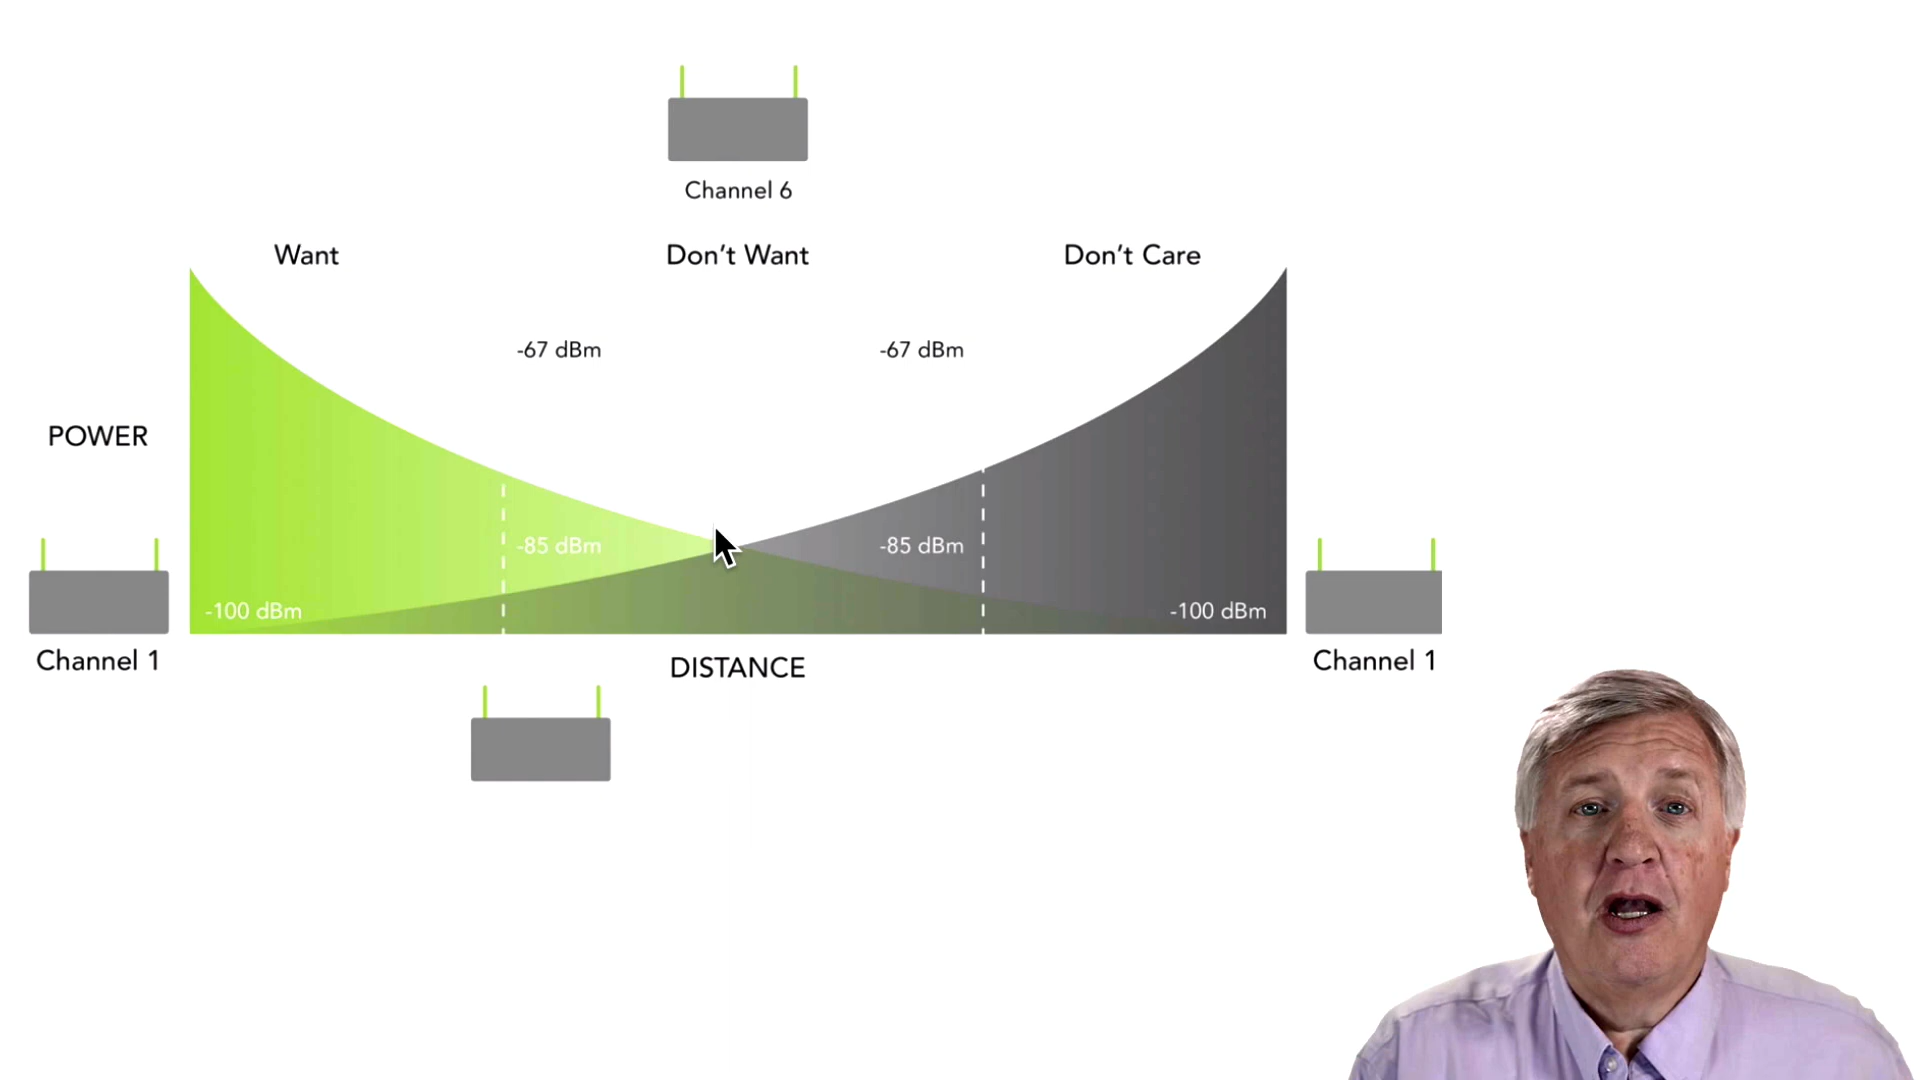 Channel 6
Want
Don't Want
Don't Care
-67 dBm
-67 dBm
POWER
-85 dBm
-85 dBm
-100 dBm
-100 dBm
Channel 1
DISTANCE
Channel 1